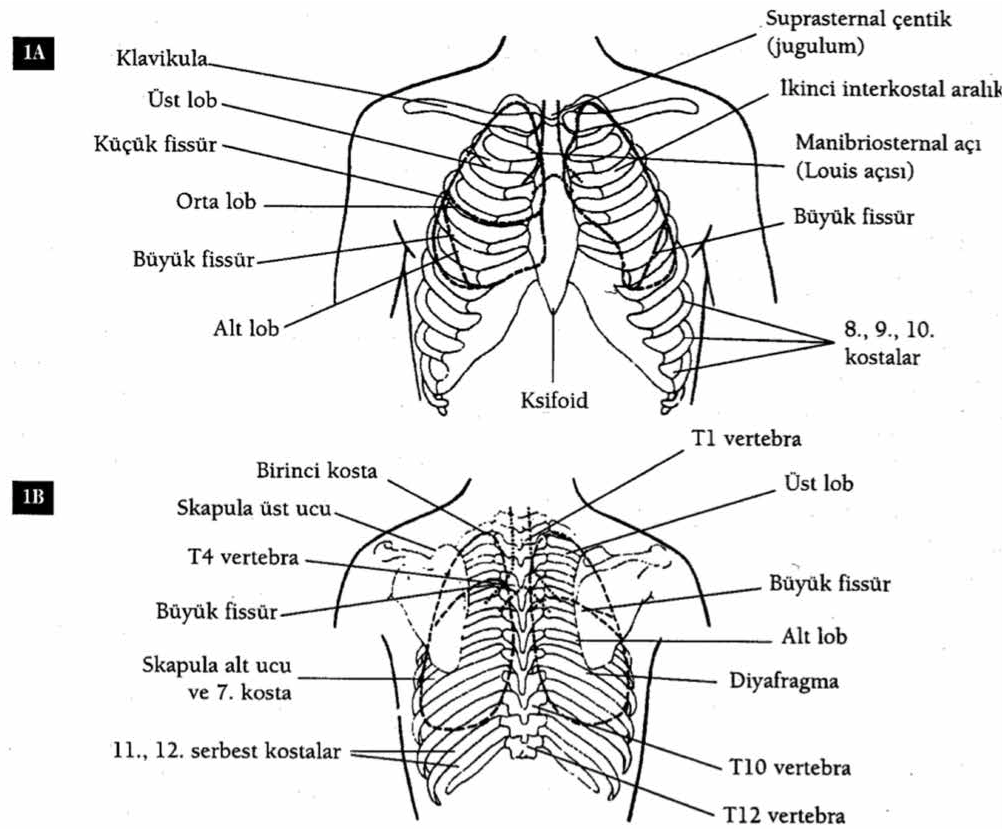 1A
Suprasternal çentik
(jugulum)
Klavikula
İkinci interkostal aralık
Üst lob
Küçük fissür
Manibriosternal açı
(Louis açısı)
Orta lob
Büyük fissür
Büyük fissür
Alt lob
8., 9., 10.
kostalar
Ksifoid
1B
T1 vertebra
Birinci kosta
Üst lob
Skapula üst ucu
T4 vertebra
Büyük fissür
Büyük fissür
Alt lob
Skapula alt ucu
ve 7. kosta
Diyafragma
11., 12. serbest kostalar
T10 vertebra
T12 vertebra